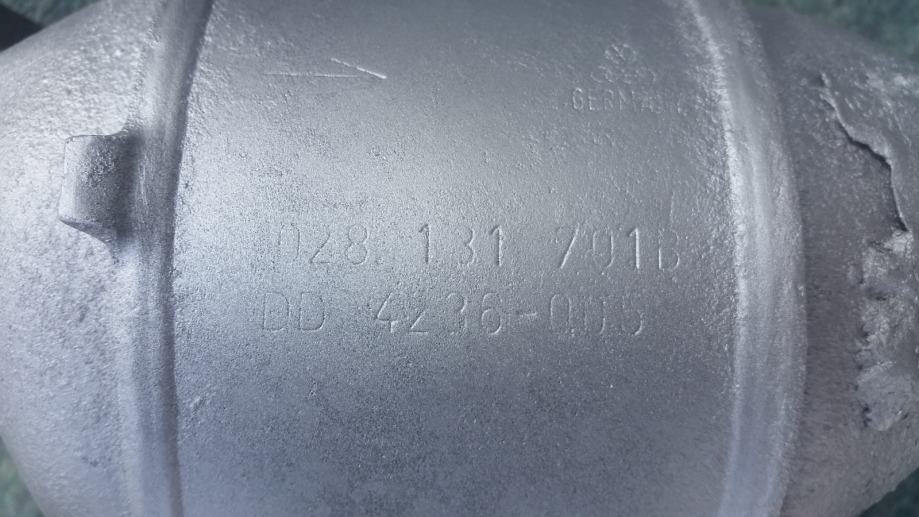 GERMANY
028 131 701B
DD 4236-005